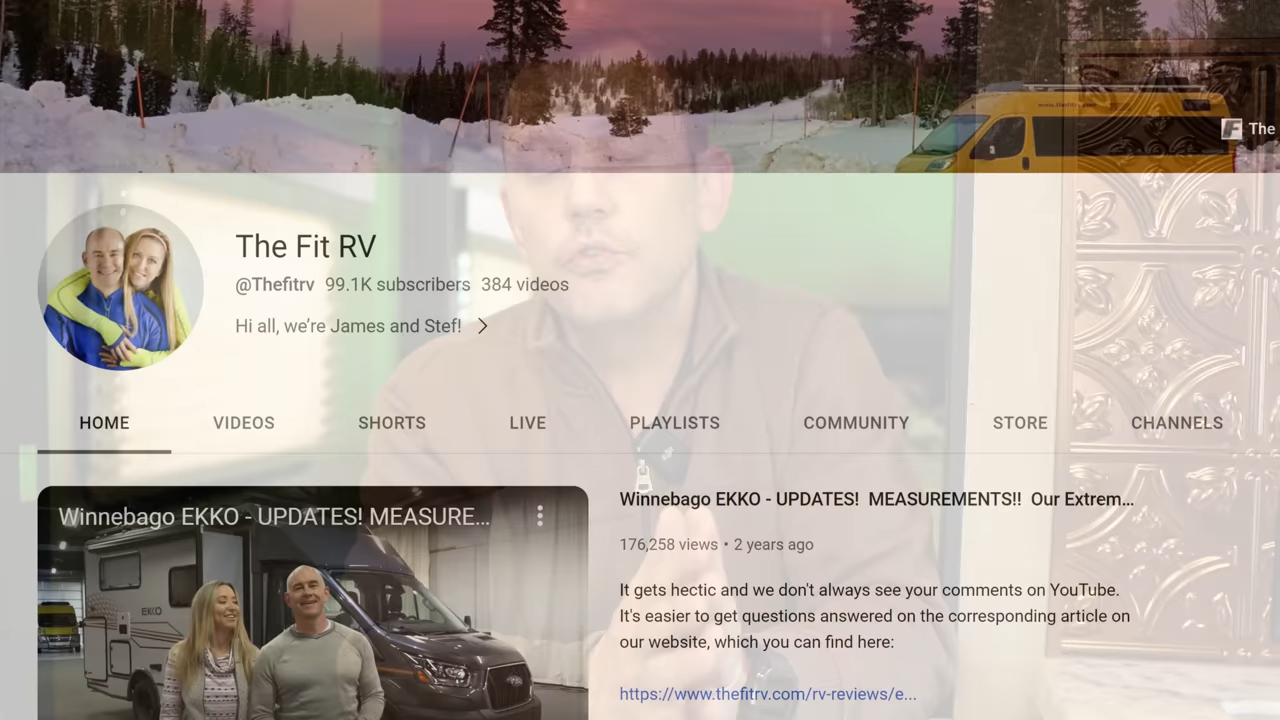 www.thefitrv.com
The
The Fit RV
@Thefitrv 99.1K subscribers 384 videos
Hi all, we're James and Stef!
HOME VIDEOS SHORTS LIVE PLAYLISTS COMMUNITY STORE CHANNELS
Winnebago EKKO - UPDATES! MEASURE...
EKKO
Winnebago EKKO - UPDATES! MEASUREMENTS!! Our Extrem...
176,258 views • 2 years ago
It gets hectic and we don't always see your comments on YouTube.
It's easier to get questions answered on the corresponding article on
our website, which you can find here:
https://www.thefitrv.com/rv-reviews/e...